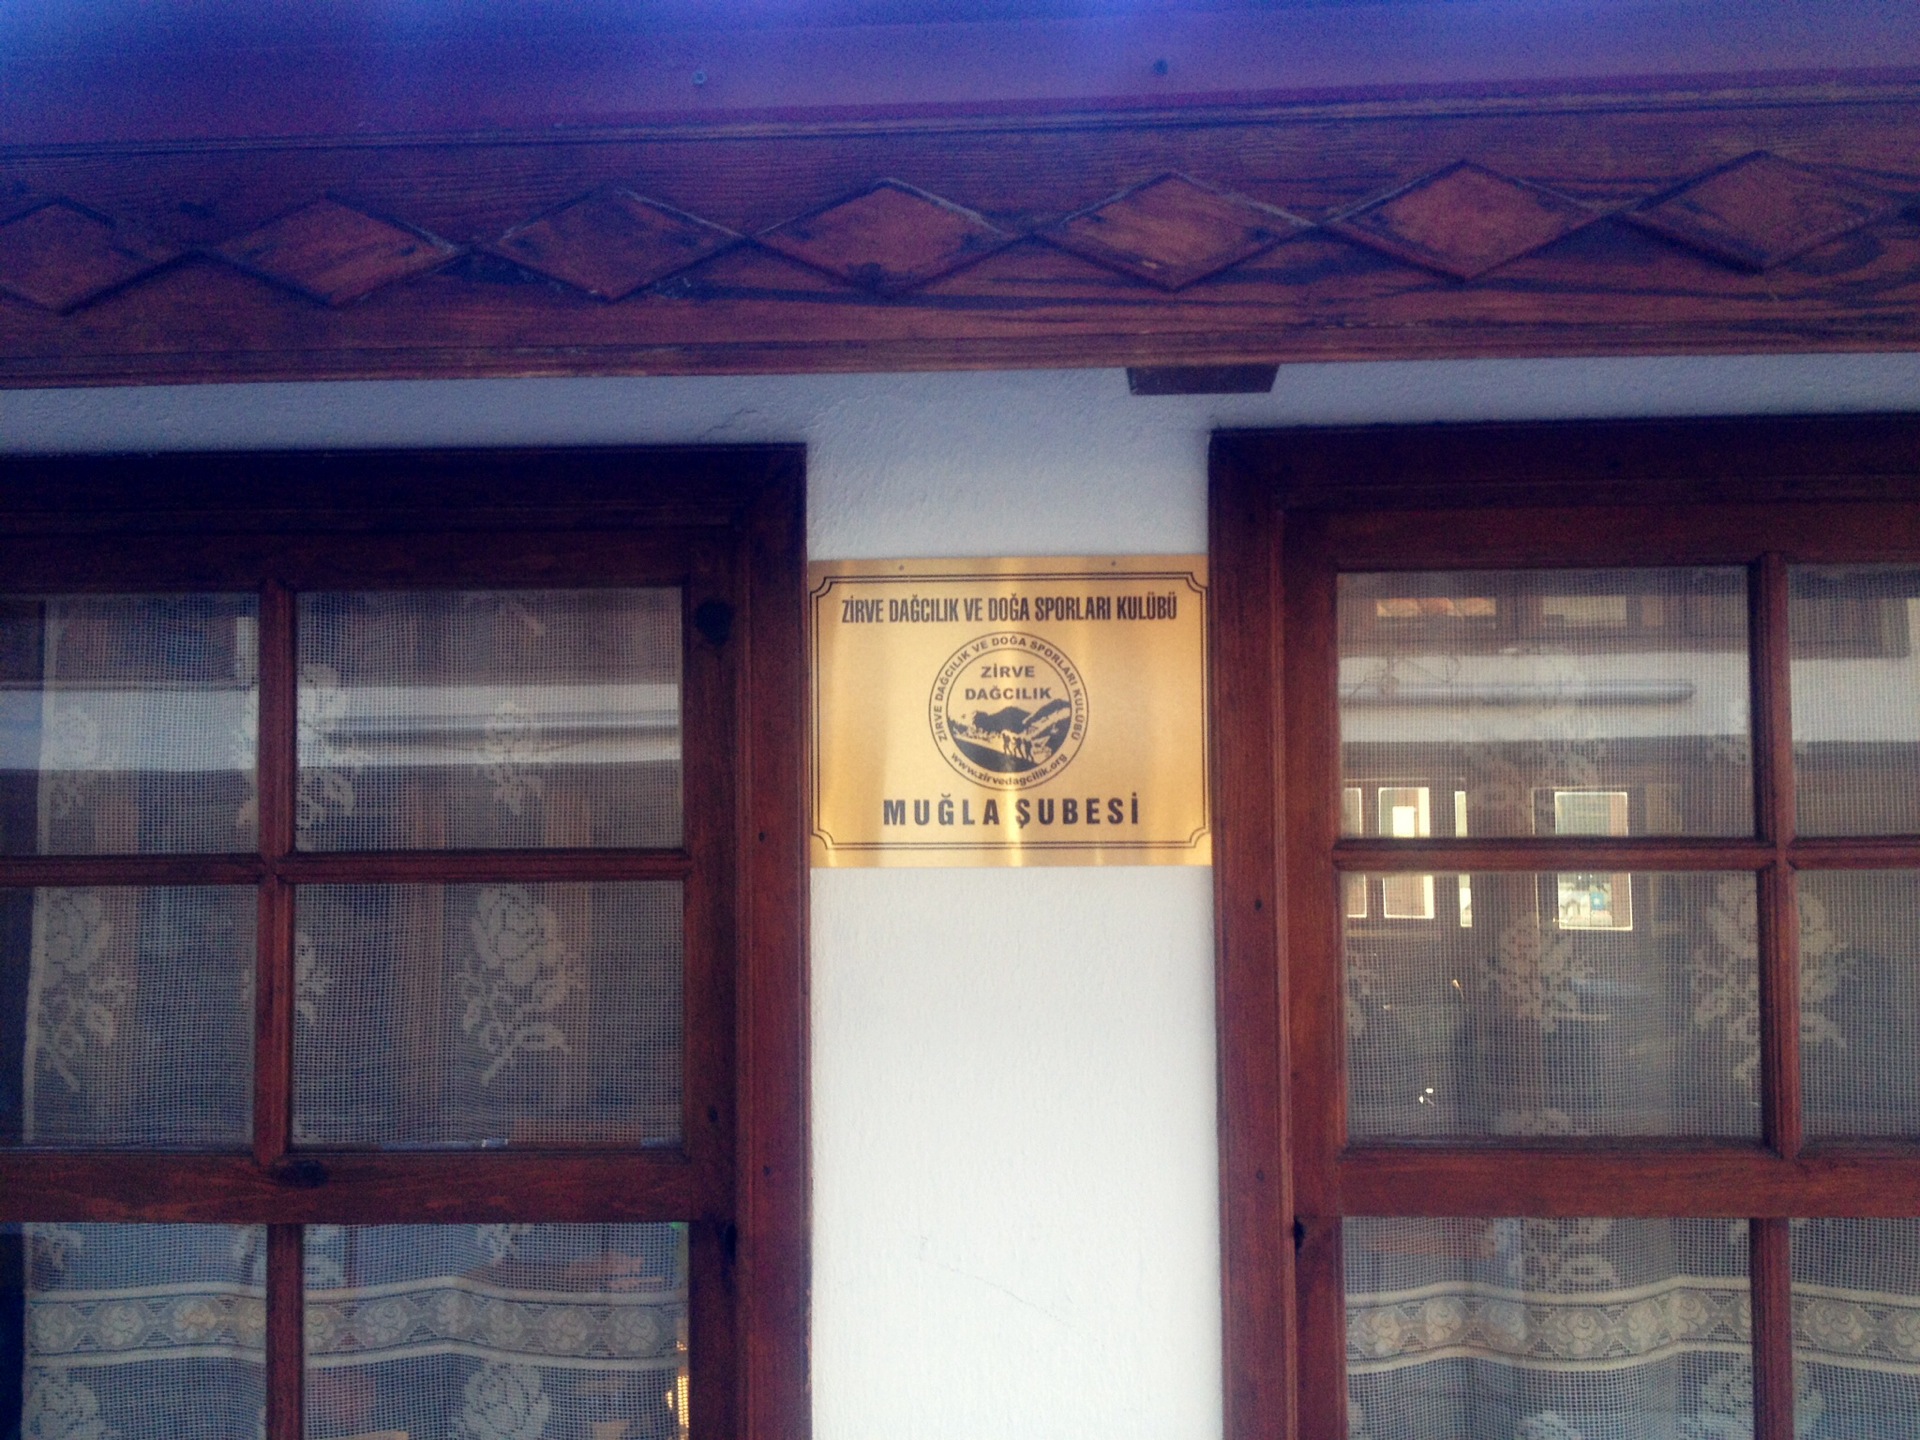 ZİRVE DAĞCILIK VE DOĞA SPORLARI KULÜBÜ
ZİRVE DAĞCILIK VE DOĞA SPORLARI KULÜBÜ
ZİRVE
DAĞCILIK
www.zirvedagcilik.org
MUĞLA ŞUBESİ